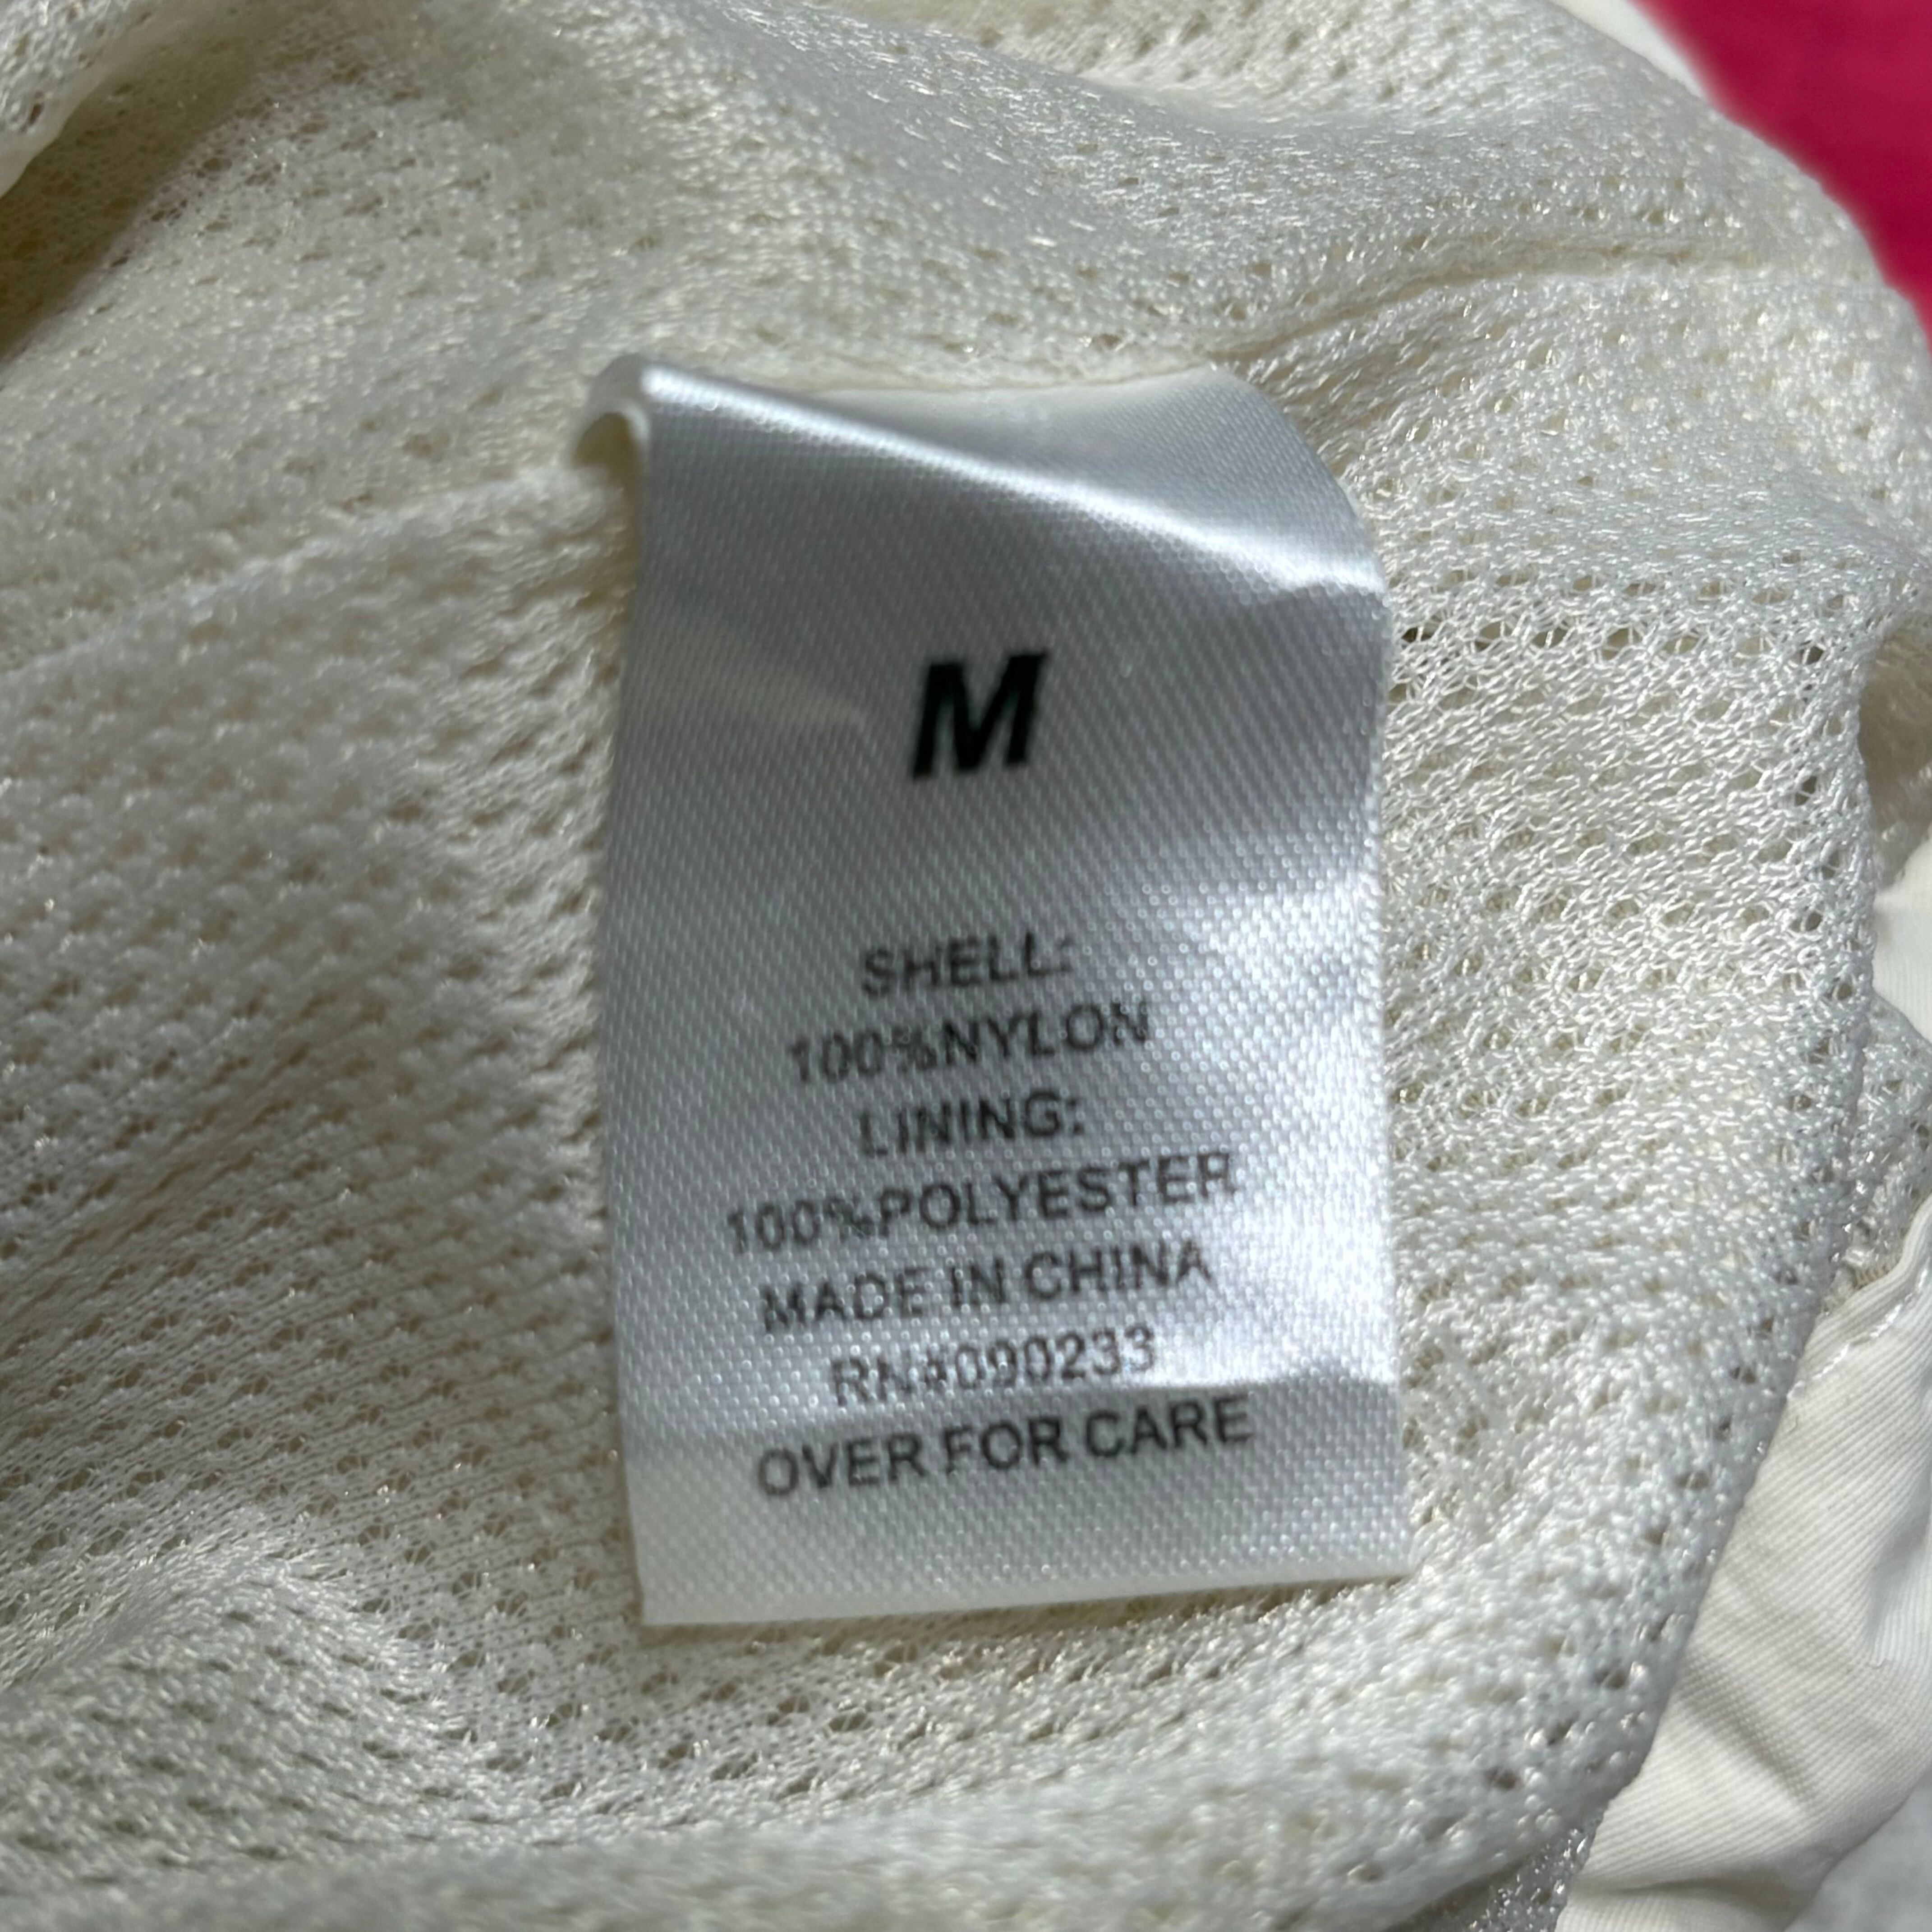 M
SHELL:
100%NYLON
LINING:
100%POLYESTER
MADE IN CHINA
RN#090233
OVER FOR CARE